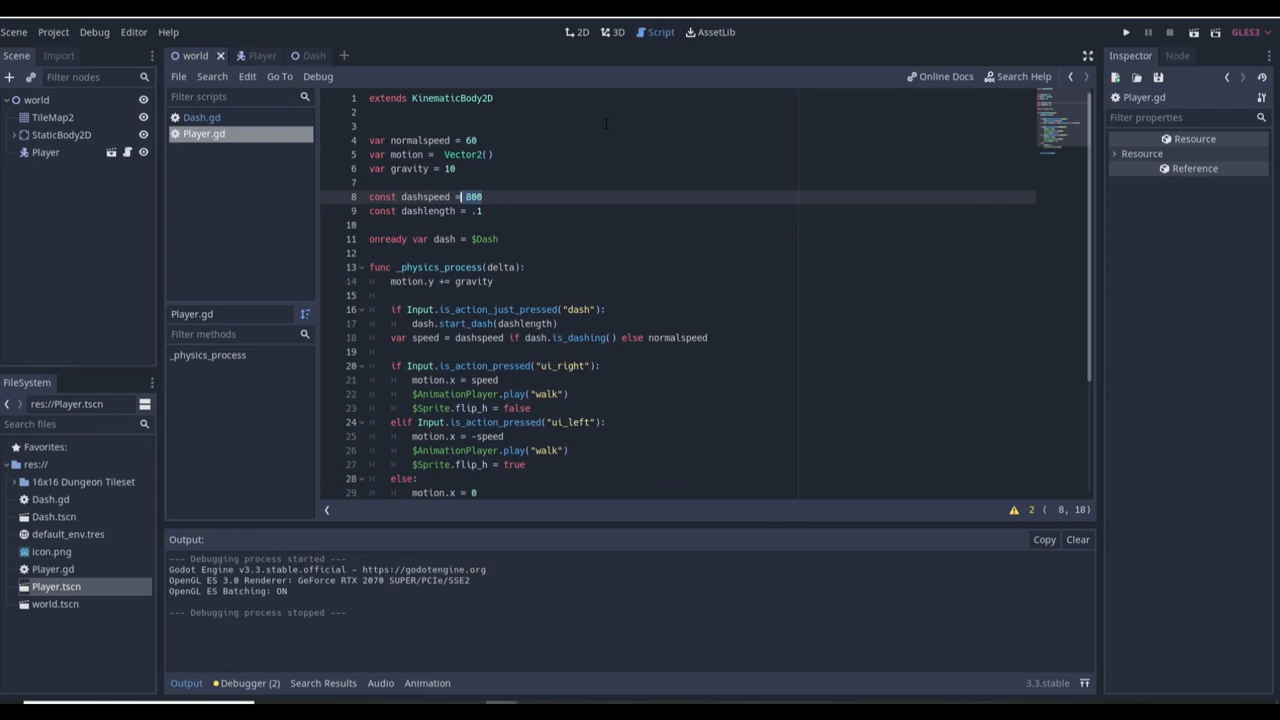 Scene Project Debug Editor Help
2D 3D Script AssetLib
GLES3
Scene Import
Filter nodes
world
TileMap2
StaticBody2D
Player
FileSystem
res://Player.tscn
Search files
Favorites:
res://
16x16 Dungeon Tileset
Dash.gd
Dash.tscn
default_env.tres
icon.png
Player.gd
Player.tscn
world.tscn
world Player Dash
File Search Edit Go To Debug
Online Docs Search Help
Filter scripts
Dash.gd
Player.gd
Player.gd
Filter methods
_physics_process
1 extends KinematicBody2D
2
3
4 var normalspeed = 60
5 var motion =  Vector2()
6 var gravity = 10
7
8 const dashspeed = 800
9 const dashlength = .1
10
11 onready var dash = $Dash
12
13 func _physics_process(delta):
14 motion.y += gravity
15
16 if Input.is_action_just_pressed("dash"):
17 dash.start_dash(dashlength)
18 var speed = dashspeed if dash.is_dashing() else normalspeed
19
20 if Input.is_action_pressed("ui_right"):
21 motion.x = speed
22 $AnimationPlayer.play("walk")
23 $Sprite.flip_h = false
24 elif Input.is_action_pressed("ui_left"):
25 motion.x = -speed
26 $AnimationPlayer.play("walk")
27 $Sprite.flip_h = true
28 else:
29 motion.x = 0
2 ( 8, 18)
Output:
Copy Clear
--- Debugging process started ---
Godot Engine v3.3.stable.official - https://godotengine.org
OpenGL ES 3.0 Renderer: GeForce RTX 2070 SUPER/PCIe/SSE2
OpenGL ES Batching: ON
--- Debugging process stopped ---
Output Debugger (2) Search Results Audio Animation
3.3.stable
Inspector Node
Player.gd
Filter properties
Resource
Resource
Reference